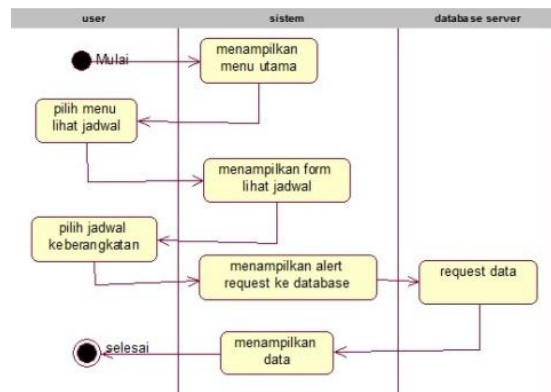 user
sistem
database server
Mulai
menampilkan
menu utama
pilih menu
lihat jadwal
menampilkan form
lihat jadwal
pilih jadwal
keberangkatan
menampilkan alert
request ke database
request data
selesai
menampilkan
data